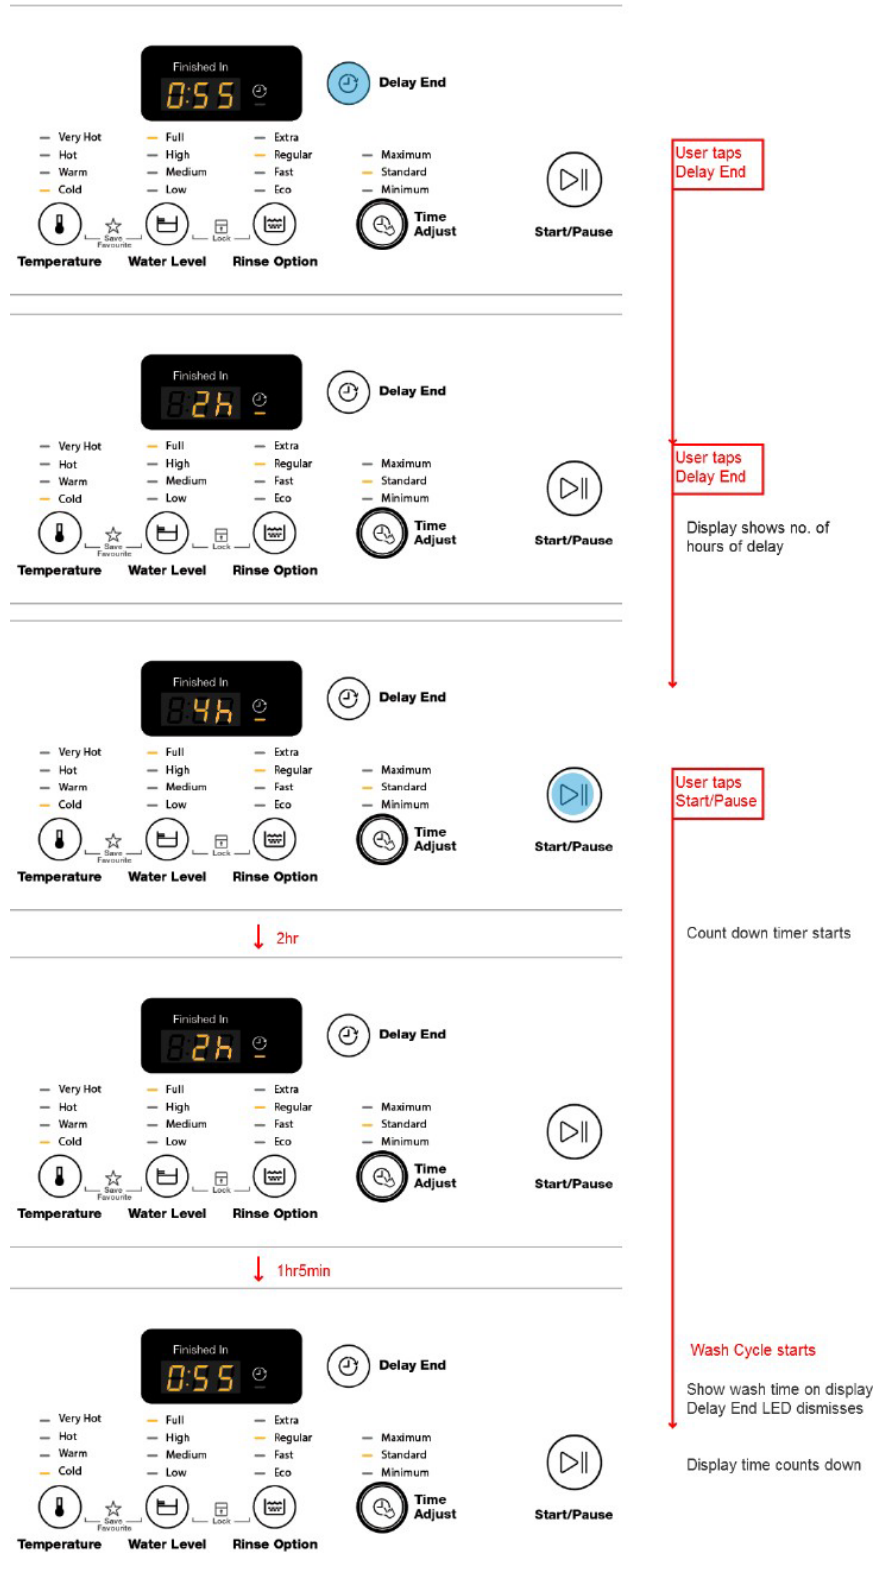 Finished In
0:55
Delay End
Very Hot
Hot
Warm
Cold
Full
High
Medium
Low
Extra
Regular
Fast
Eco
Maximum
Standard
Minimum
Save
Favourite
Lock
Time
Adjust
Start/Pause
Temperature
Water Level
Rinse Option
User taps
Delay End
Finished In
2h
Delay End
Very Hot
Hot
Warm
Cold
Full
High
Medium
Low
Extra
Regular
Fast
Eco
Maximum
Standard
Minimum
Save
Favourite
Lock
Time
Adjust
Start/Pause
Temperature
Water Level
Rinse Option
User taps
Delay End
Display shows no. of
hours of delay
Finished In
4h
Delay End
Very Hot
Hot
Warm
Cold
Full
High
Medium
Low
Extra
Regular
Fast
Eco
Maximum
Standard
Minimum
Save
Favourite
Lock
Time
Adjust
Start/Pause
Temperature
Water Level
Rinse Option
User taps
Start/Pause
2hr
Count down timer starts
Finished In
2h
Delay End
Very Hot
Hot
Warm
Cold
Full
High
Medium
Low
Extra
Regular
Fast
Eco
Maximum
Standard
Minimum
Save
Favourite
Lock
Time
Adjust
Start/Pause
Temperature
Water Level
Rinse Option
1hr5min
Finished In
0:55
Delay End
Very Hot
Hot
Warm
Cold
Full
High
Medium
Low
Extra
Regular
Fast
Eco
Maximum
Standard
Minimum
Save
Favourite
Lock
Time
Adjust
Start/Pause
Temperature
Water Level
Rinse Option
Wash Cycle starts
Show wash time on display
Delay End LED dismisses
Display time counts down